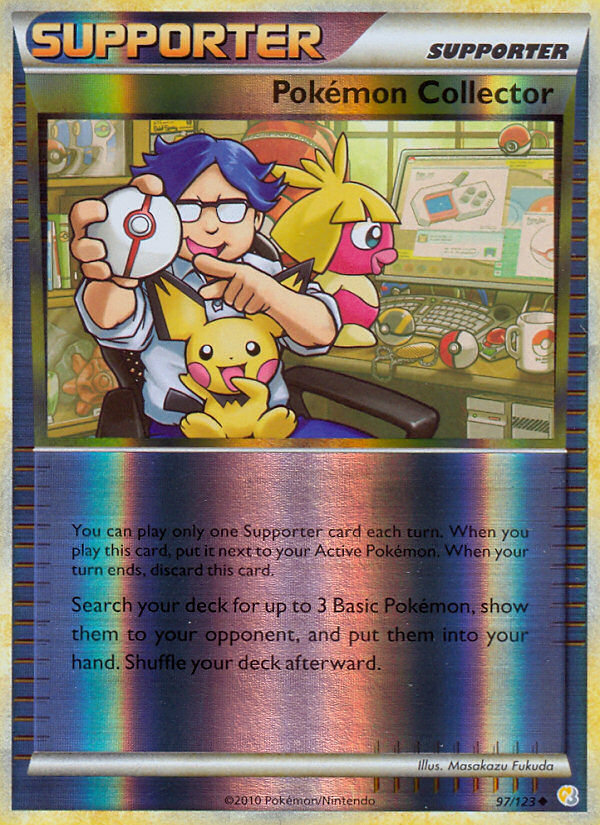 SUPPORTER
SUPPORTER
Pokémon Collector
You can play only one Supporter card each turn. When you
play this card, put it next to your Active Pokémon. When your
turn ends, discard this card.
Search your deck for up to 3 Basic Pokémon, show
them to your opponent, and put them into your
hand. Shuffle your deck afterward.
Illus. Masakazu Fukuda
©2010 Pokémon/Nintendo
97/123